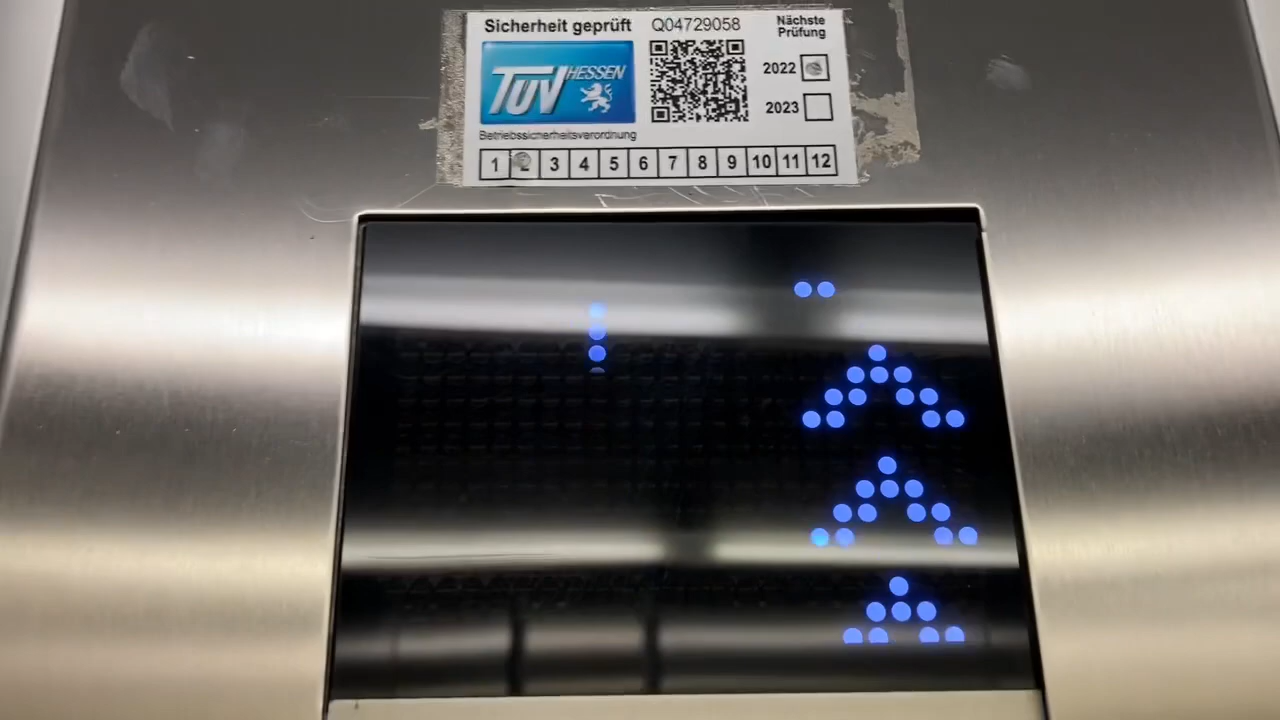 Sicherheit geprüft
Q04729058
Nächste
Prüfung
TÜV HESSEN
2022
2023
Betriebssicherheitsverordnung
1 2 3 4 5 6 7 8 9 10 11 12